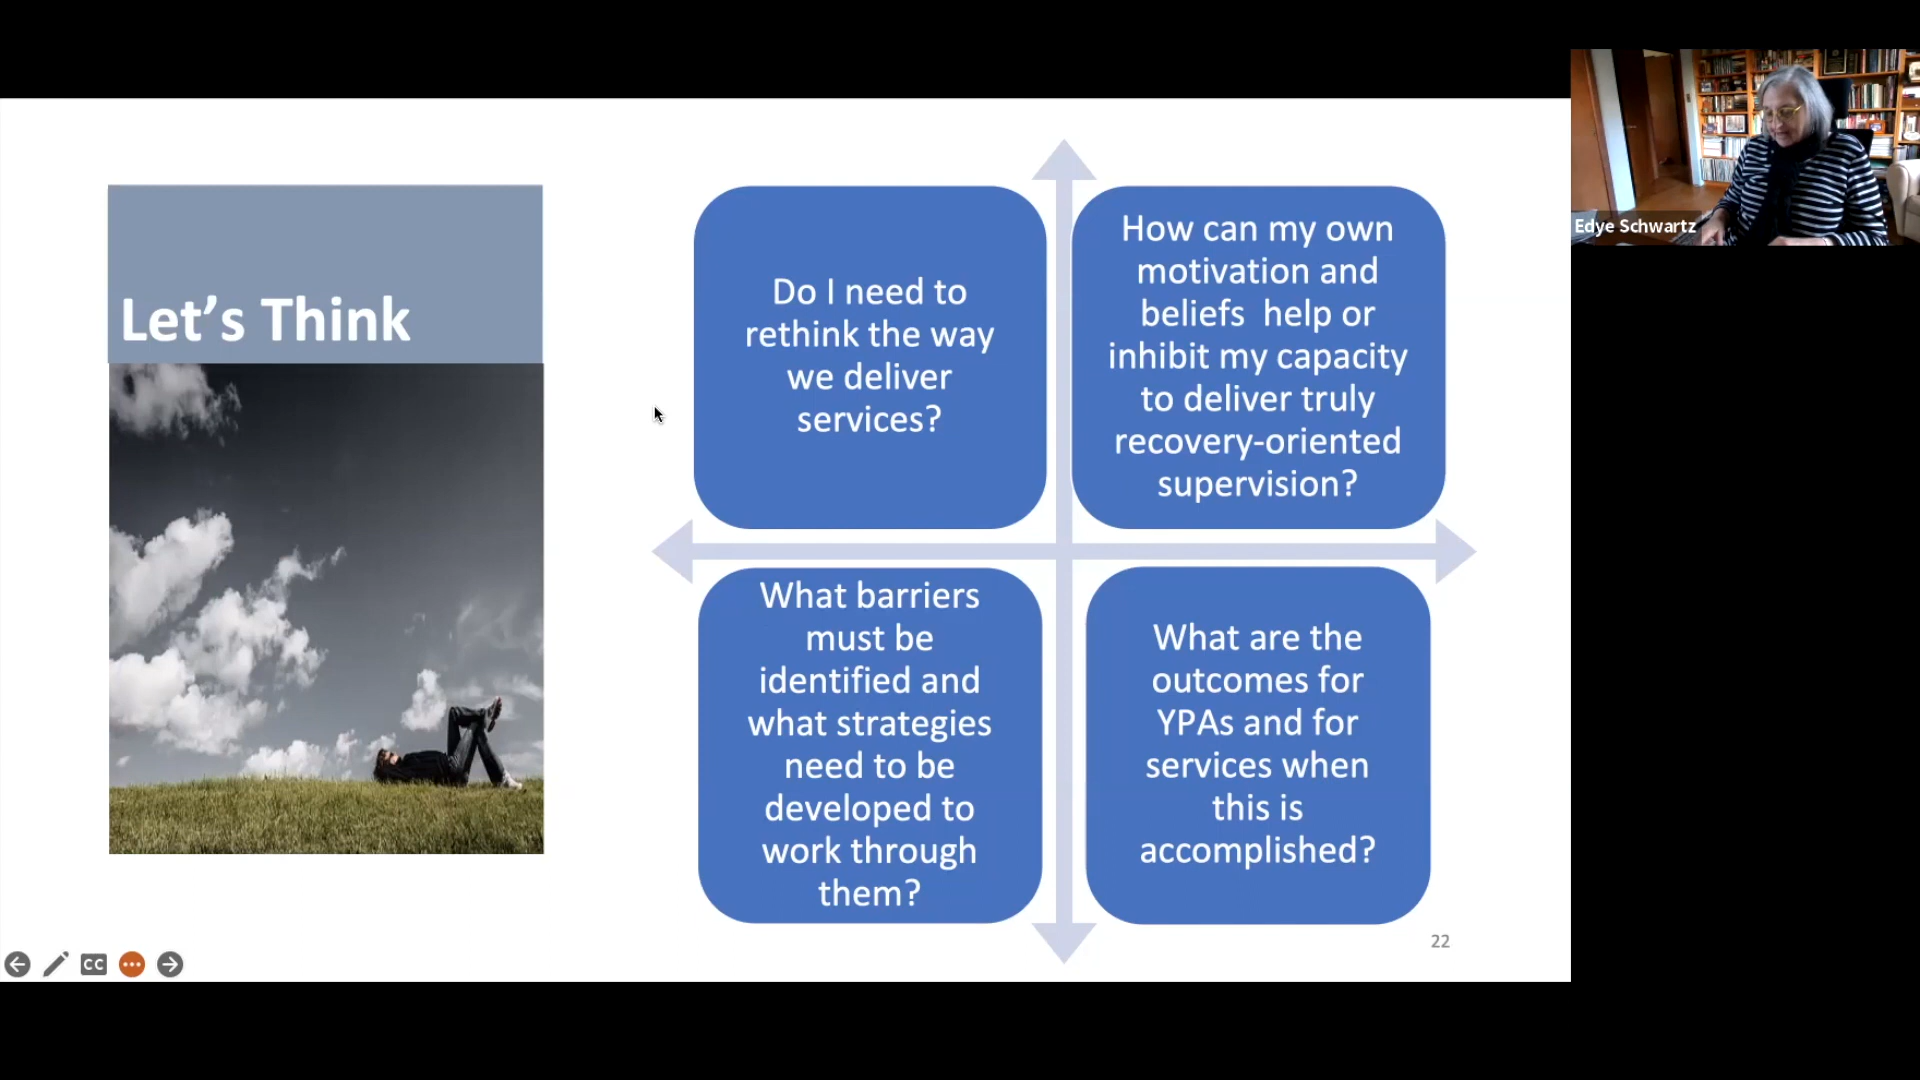 Let's Think
Do I need to
rethink the way
we deliver
services?
How can my own
motivation and
beliefs  help or
inhibit my capacity
to deliver truly
recovery-oriented
supervision?
What barriers
must be
identified and
what strategies
need to be
developed to
work through
them?
What are the
outcomes for
YPAs and for
services when
this is
accomplished?
22
CC
Edye Schwartz